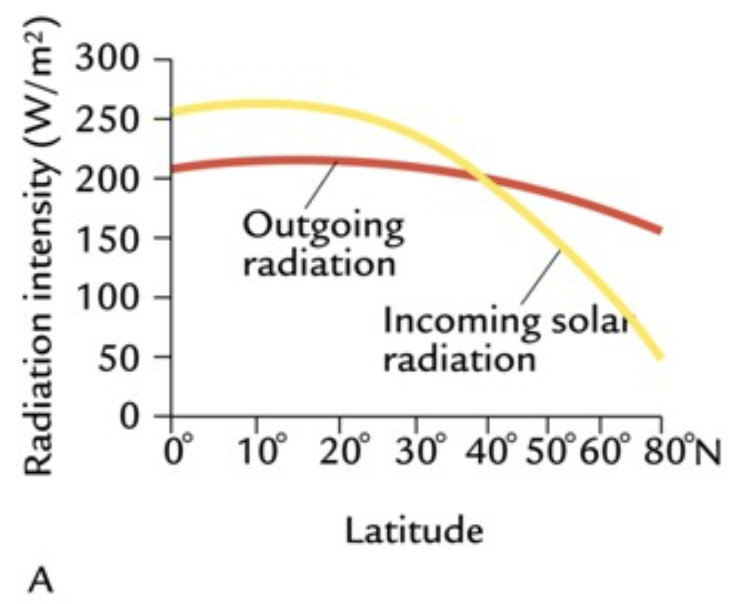 Radiation intensity (W/m²)
300
250
200
150
100
50
0
Outgoing
radiation
Incoming solar
radiation
0° 10° 20° 30° 40° 50° 60° 80°N
Latitude
A